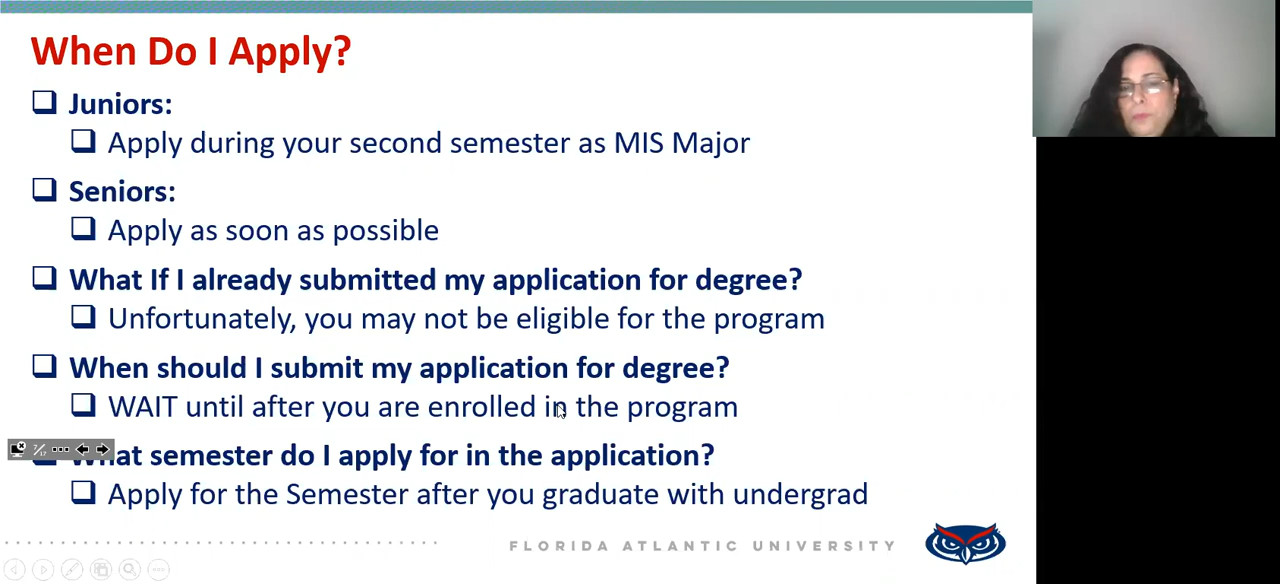 When Do I Apply?
Juniors:
Apply during your second semester as MIS Major
Seniors:
Apply as soon as possible
What If I already submitted my application for degree?
Unfortunately, you may not be eligible for the program
When should I submit my application for degree?
WAIT until after you are enrolled in the program
What semester do I apply for in the application?
Apply for the Semester after you graduate with undergrad
FLORIDA ATLANTIC UNIVERSITY